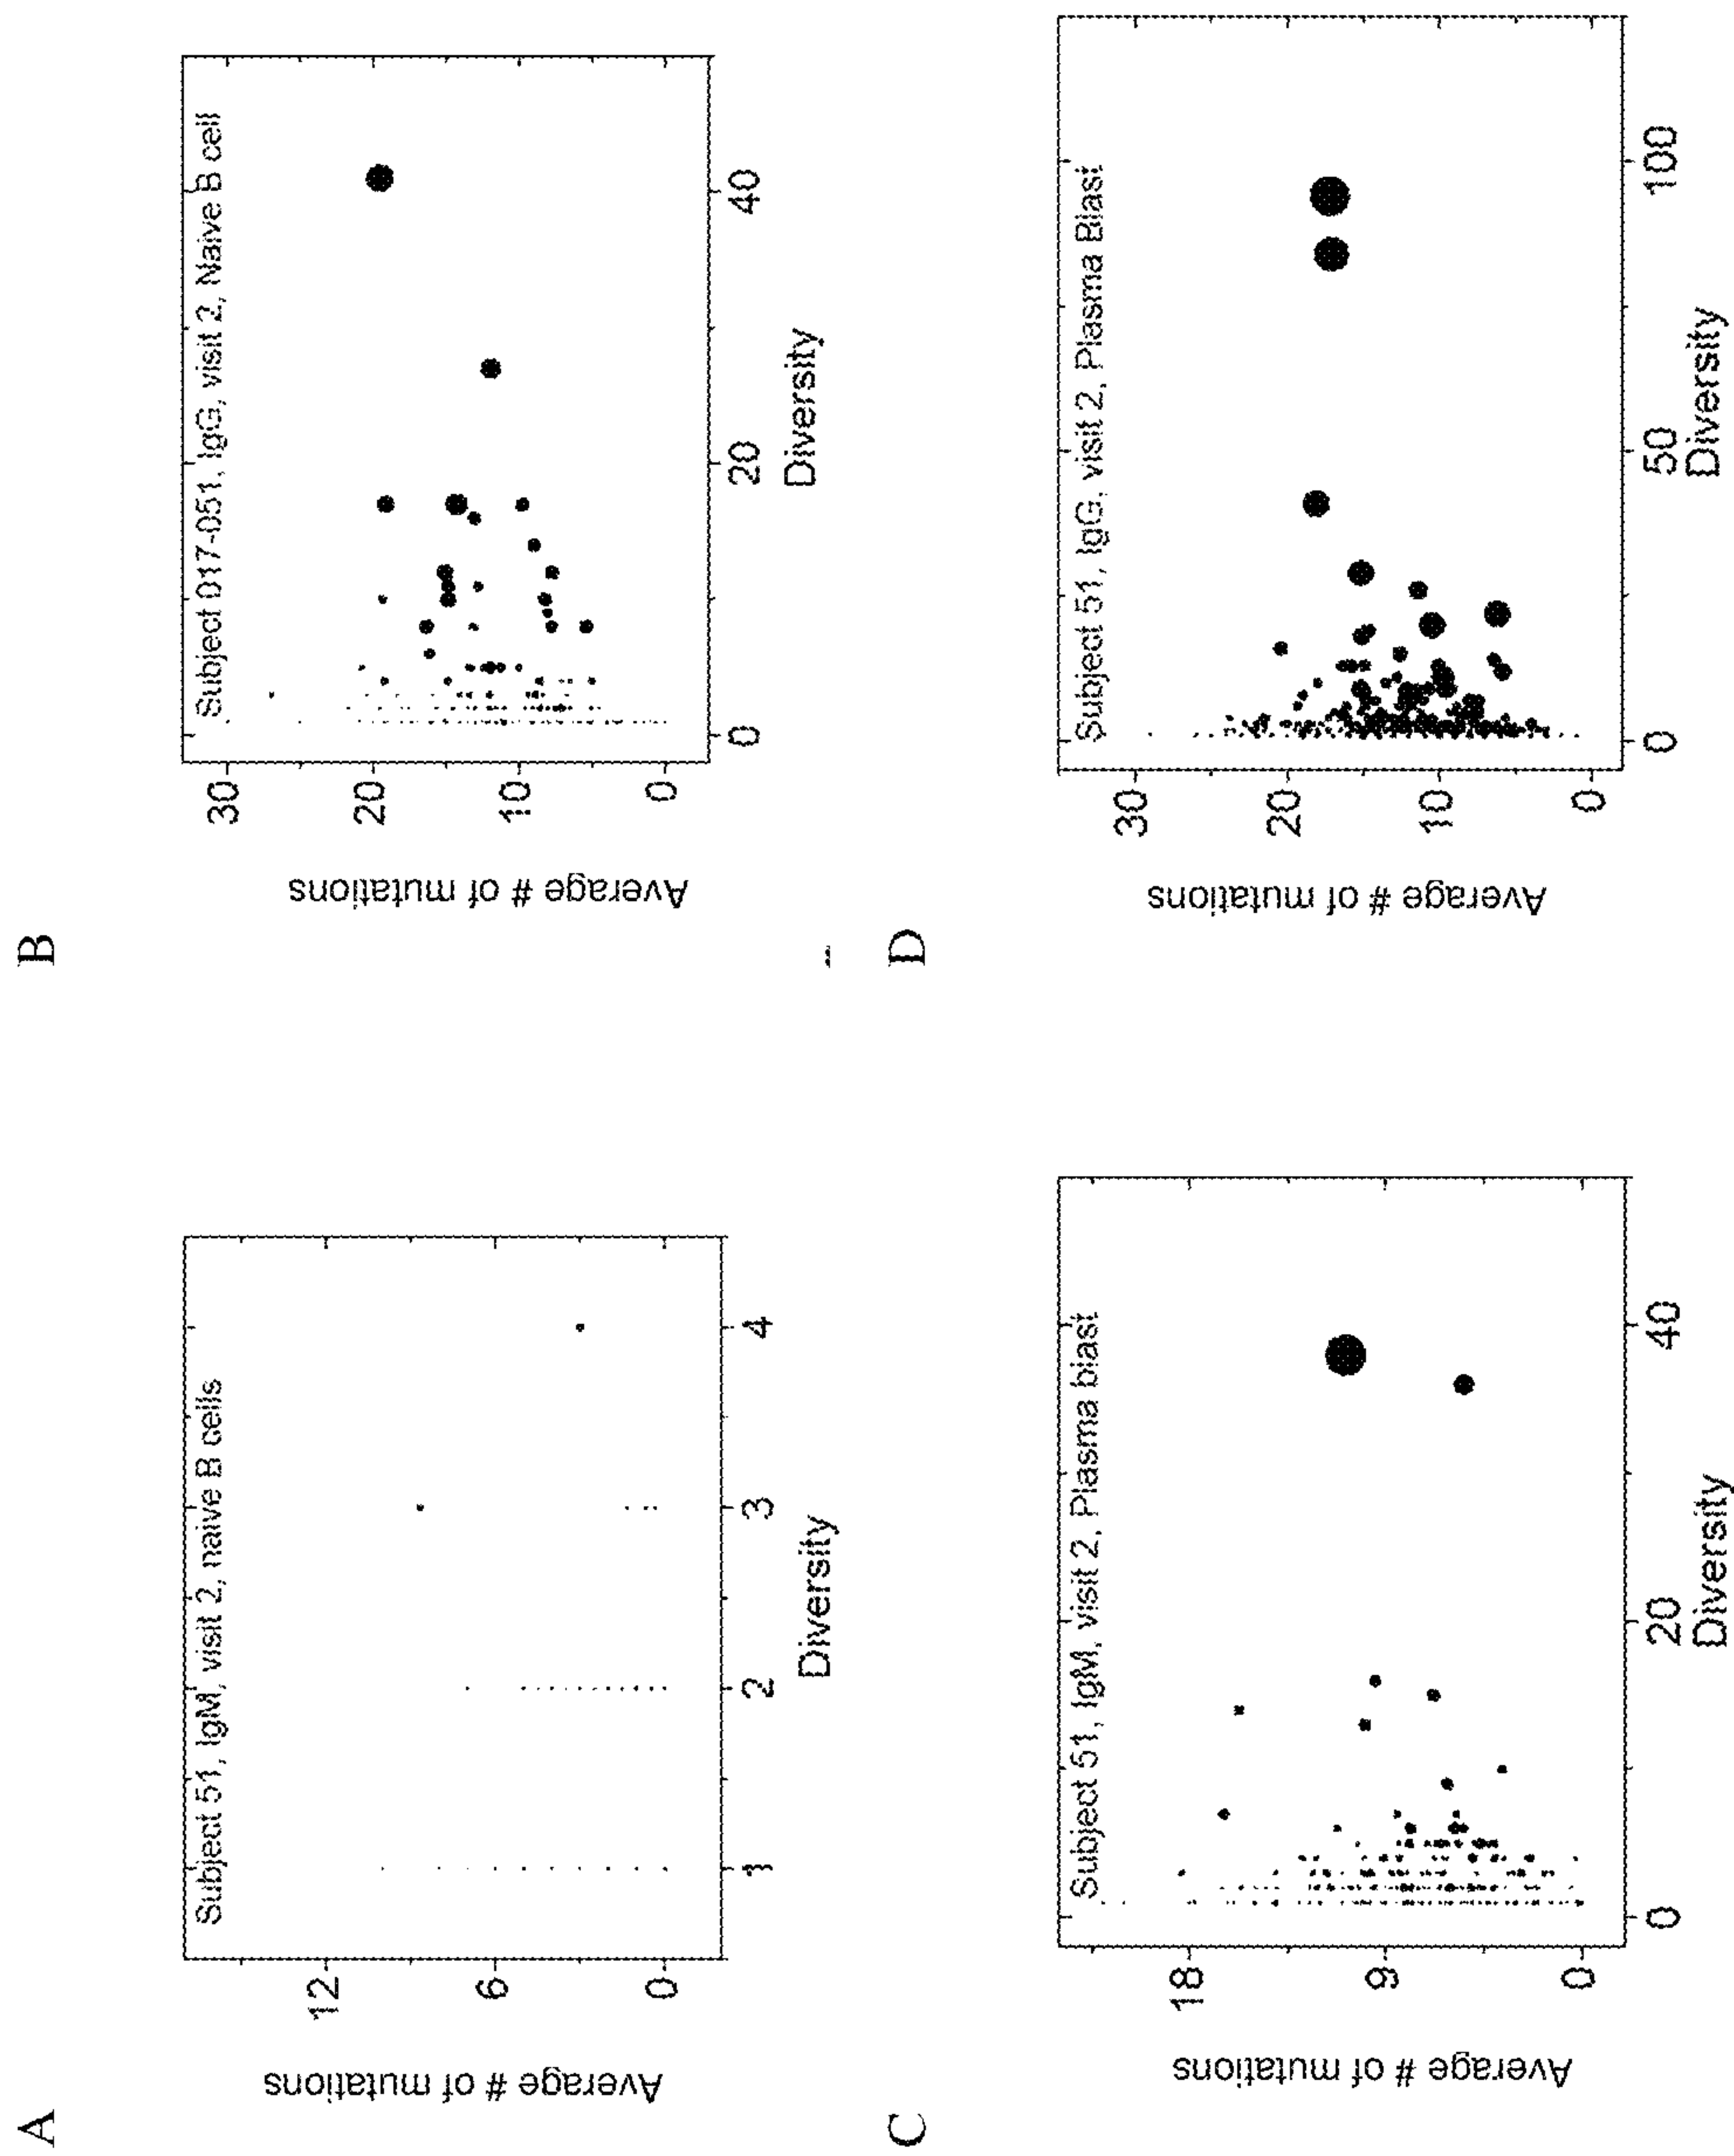 A
Subject 51, IgM, visit 2, naive B cells
Average # of mutations
12
6
0
1
2
3
4
Diversity
B
Subject 017-051, IgG, visit 2, Naive B cell
Average # of mutations
30
20
10
0
0
20
40
Diversity
C
Subject 51, IgM, visit 2, Plasma blast
Average # of mutations
18
9
0
0
20
40
Diversity
D
Subject 51, IgG, visit 2, Plasma Blast
Average # of mutations
30
20
10
0
0
50
100
Diversity